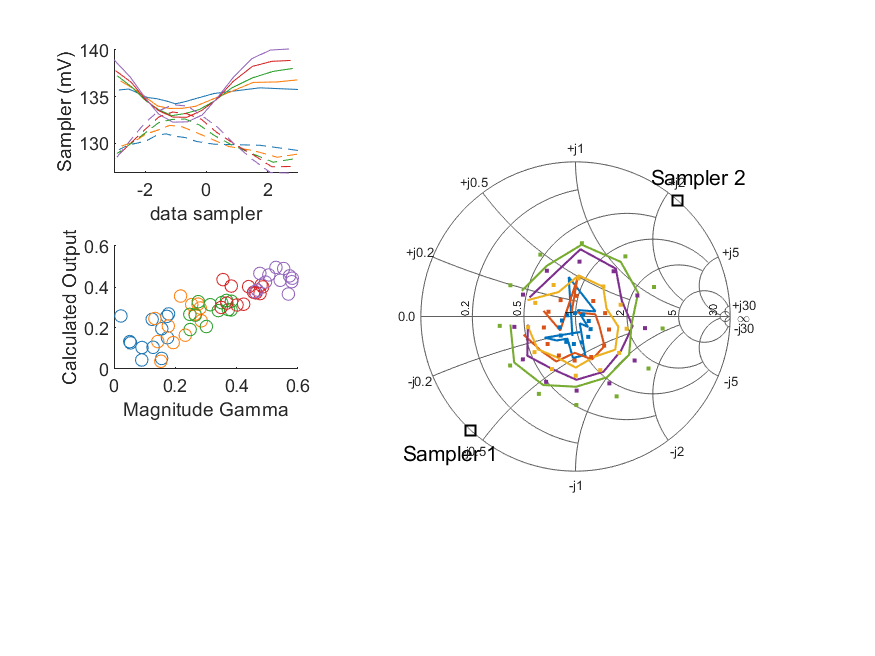 140
135
130
Sampler (mV)
-2
0
2
data sampler
0.6
0.4
0.2
0
Calculated Output
0
0.2
0.4
0.6
Magnitude Gamma
+j1
Sampler 2
+j2
+j0.5
+j0.2
+j5
0.0
0.2
0.5
1
2
5
30
+j30
∞
-j30
-j0.2
-j5
Sampler 1
-j0.5
-j2
-j1